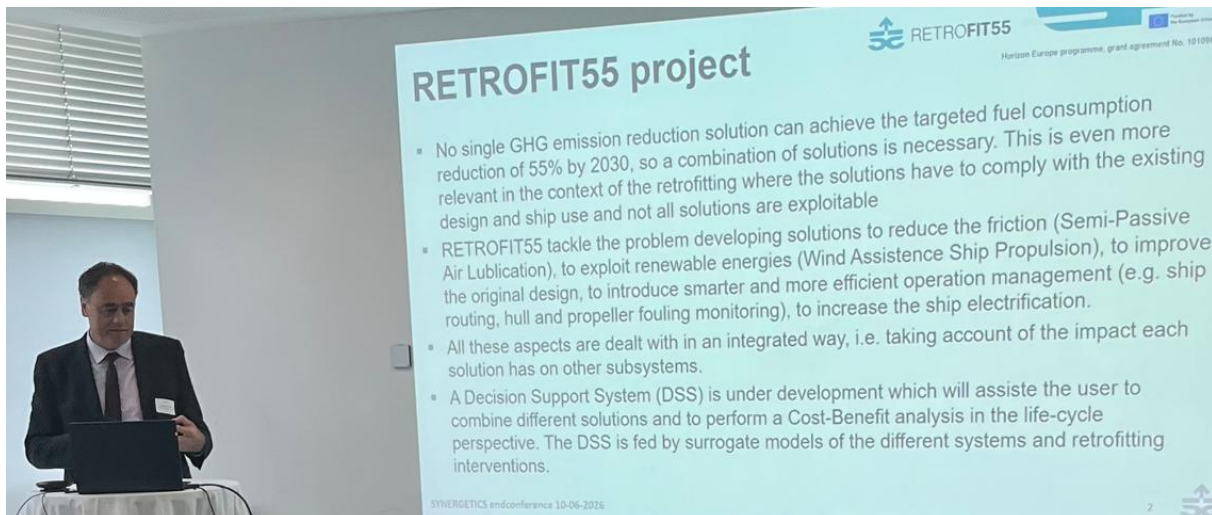 RETROFIT55
Funded by
the European Union
Horizon Europe programme, grant agreement No. 101096
RETROFIT55 project
▪ No single GHG emission reduction solution can achieve the targeted fuel consumption
reduction of 55% by 2030, so a combination of solutions is necessary. This is even more
relevant in the context of the retrofitting where the solutions have to comply with the existing
design and ship use and not all solutions are exploitable
▪ RETROFIT55 tackle the problem developing solutions to reduce the friction (Semi-Passive
Air Lublication), to exploit renewable energies (Wind Assistence Ship Propulsion), to improve
the original design, to introduce smarter and more efficient operation management (e.g. ship
routing, hull and propeller fouling monitoring), to increase the ship electrification.
▪ All these aspects are dealt with in an integrated way, i.e. taking account of the impact each
solution has on other subsystems.
▪ A Decision Support System (DSS) is under development which will assiste the user to
combine different solutions and to perform a Cost-Benefit analysis in the life-cycle
perspective. The DSS is fed by surrogate models of the different systems and retrofitting
interventions.
SYNERGETICS endconference 10-06-2026
2